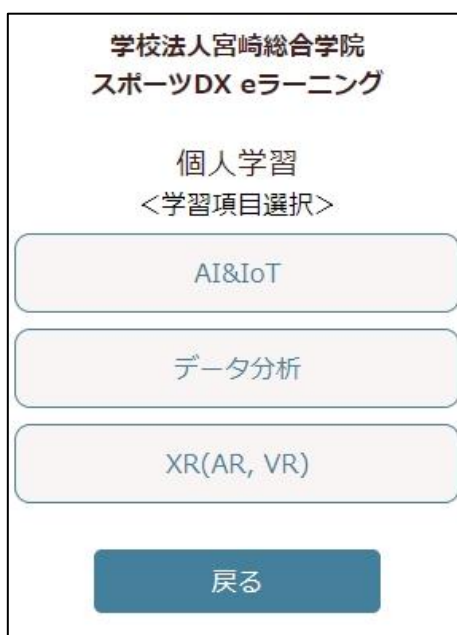 学校法人宮崎総合学院
スポーツDX eラーニング
個人学習
＜学習項目選択＞
AI&IoT
データ分析
XR(AR, VR)
戻る